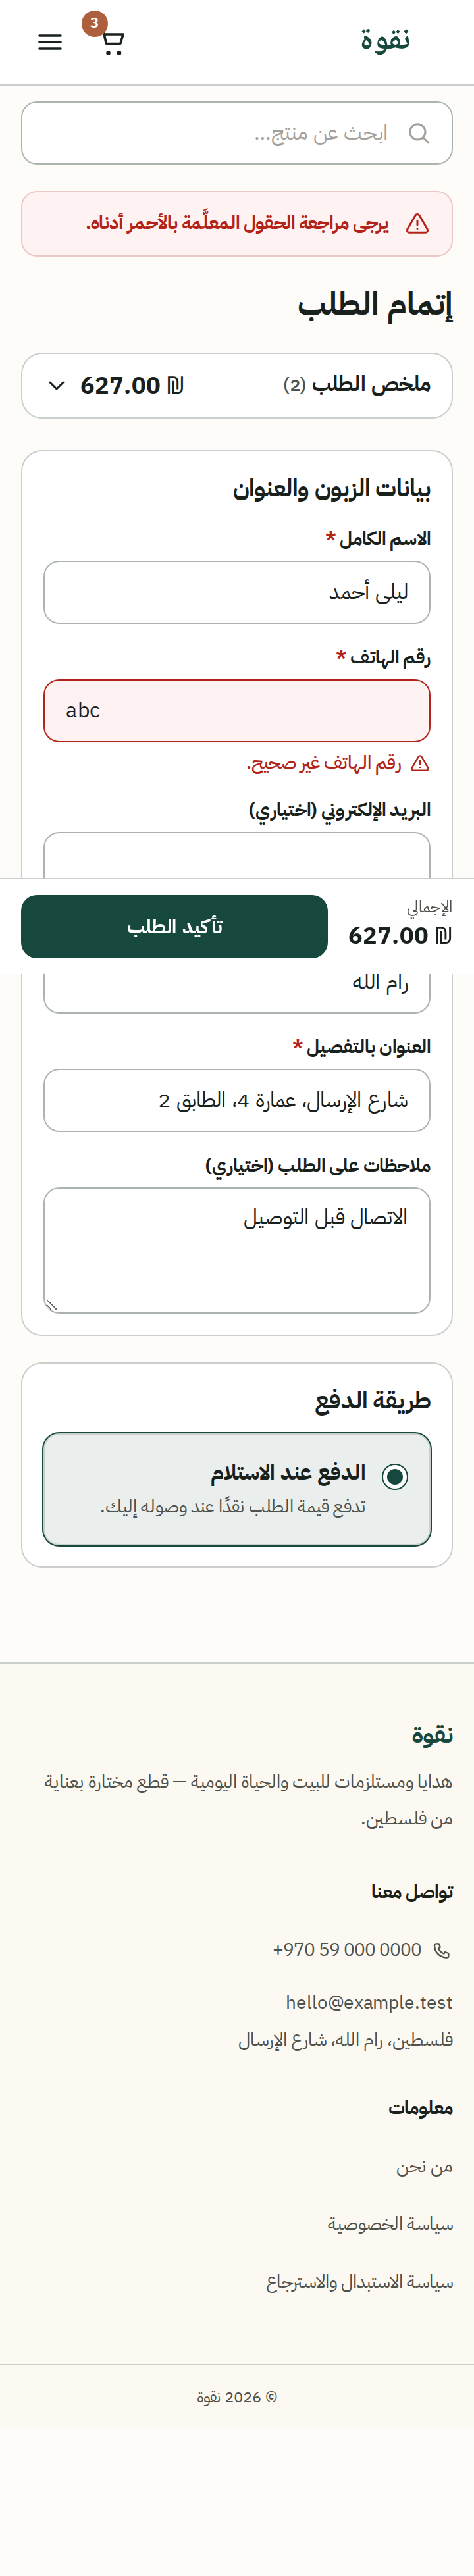 نقوة
3
ابحث عن منتج...
يرجى مراجعة الحقول المعلَّمة بالأحمر أدناه.
إتمام الطلب
ملخص الطلب (2) 627.00 ₪
بيانات الزبون والعنوان
الاسم الكامل *
ليلى أحمد
رقم الهاتف *
abc
رقم الهاتف غير صحيح.
البريد الإلكتروني (اختياري)
الإجمالي
627.00 ₪
تأكيد الطلب
رام الله
العنوان بالتفصيل *
شارع الإرسال، عمارة 4، الطابق 2
ملاحظات على الطلب (اختياري)
الاتصال قبل التوصيل
طريقة الدفع
الدفع عند الاستلام
تدفع قيمة الطلب نقدًا عند وصوله إليك.
نقوة
هدايا ومستلزمات للبيت والحياة اليومية — قطع مختارة بعناية
من فلسطين.
تواصل معنا
+970 59 000 0000
hello@example.test
فلسطين، رام الله، شارع الإرسال
معلومات
من نحن
سياسة الخصوصية
سياسة الاستبدال والاسترجاع
© 2026 نقوة